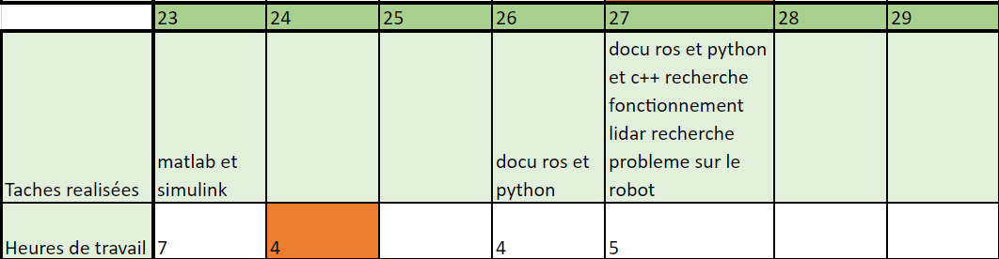 23 24 25 26 27 28 29
docu ros et python
et c++ recherche
fonctionnement
lidar recherche
matlab et docu ros et probleme sur le
Taches realisées simulink python robot
Heures de travail 7 4 4 5